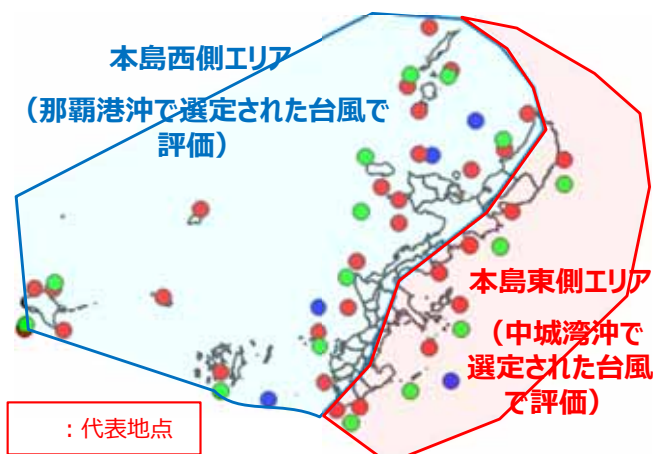 本島西側エリア
（那覇港沖で選定された台風で
評価）
本島東側エリア
（中城湾沖で
選定された台風
で評価）
：代表地点